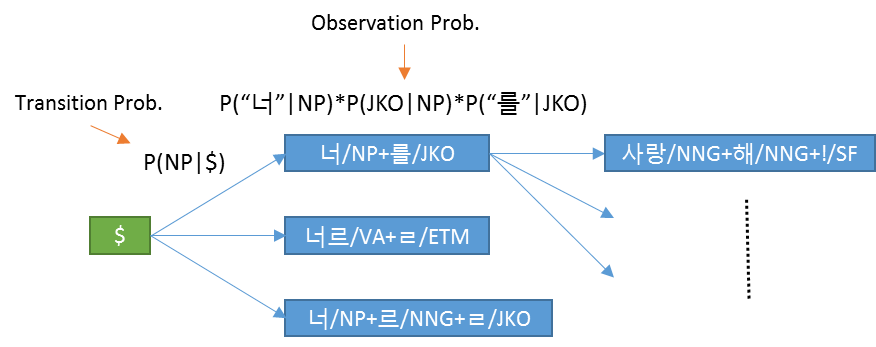 Observation Prob.
Transition Prob.
P(“너”|NP)*P(JKO|NP)*P(“를”|JKO)
P(NP|$)
너/NP+를/JKO
사랑/NNG+해/NNG+!/SF
$
너르/VA+ㄹ/ETM
너/NP+르/NNG+ㄹ/JKO